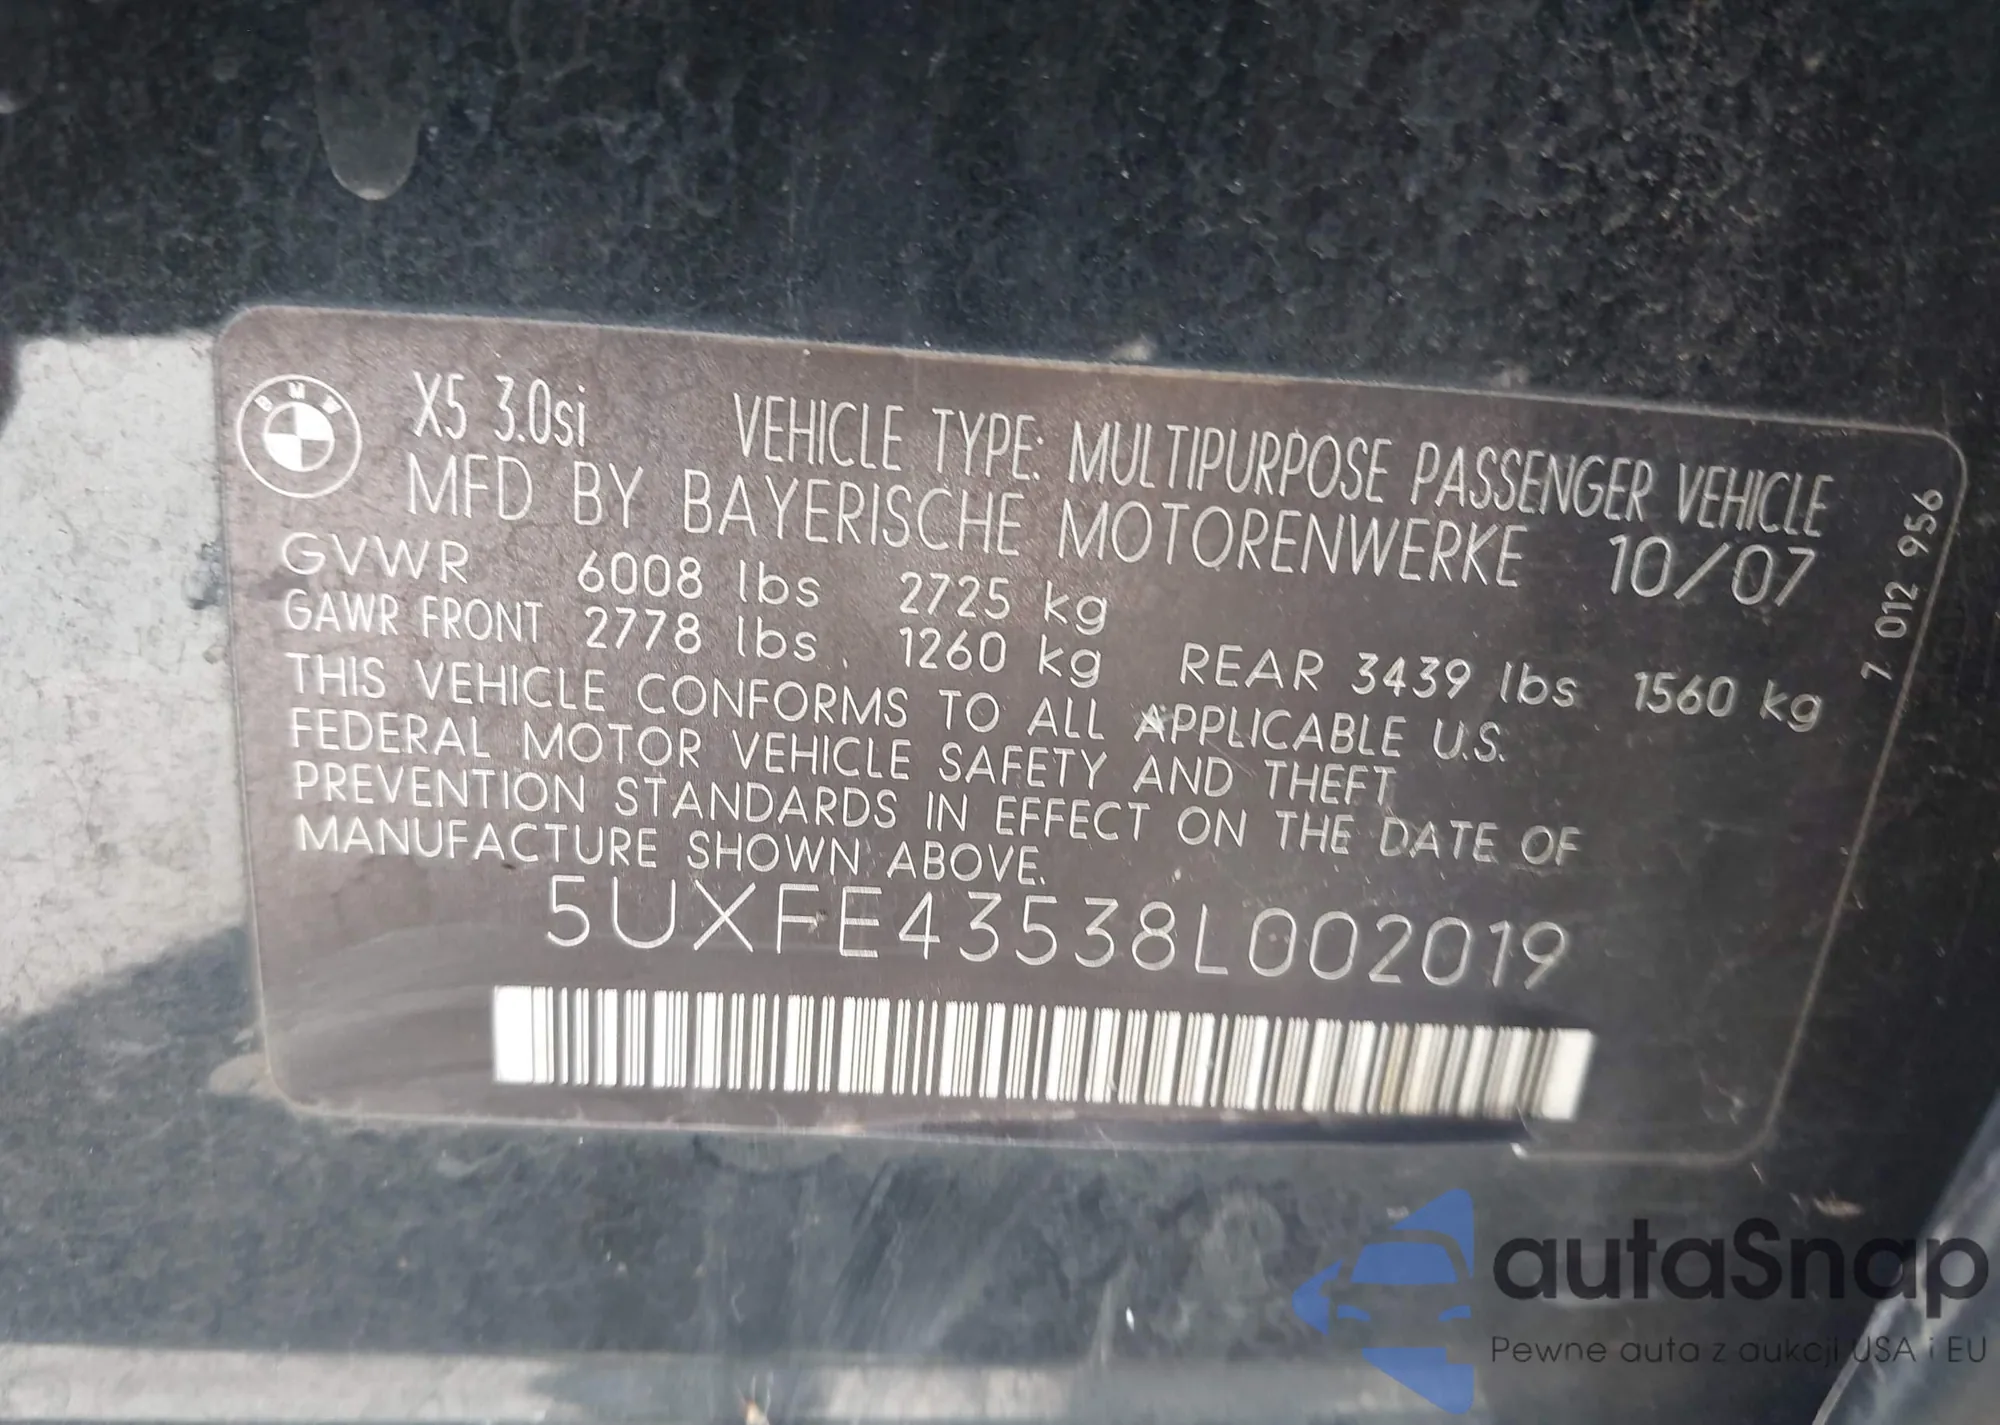 BMW
X5 3.0si VEHICLE TYPE: MULTIPURPOSE PASSENGER VEHICLE
MFD BY BAYERISCHE MOTORENWERKE 10/07
GVWR 6008 lbs 2725 kg
GAWR FRONT 2778 lbs. 1260 kg REAR 3439 lbs 1560 kg
THIS VEHICLE CONFORMS TO ALL APPLICABLE U.S.
FEDERAL MOTOR VEHICLE SAFETY AND THEFT
PREVENTION STANDARDS IN EFFECT ON THE DATE OF
MANUFACTURE SHOWN ABOVE.
5UXFE43538L002019
7 012 956
autaSnap
Pewne auta z aukcji USA i EU